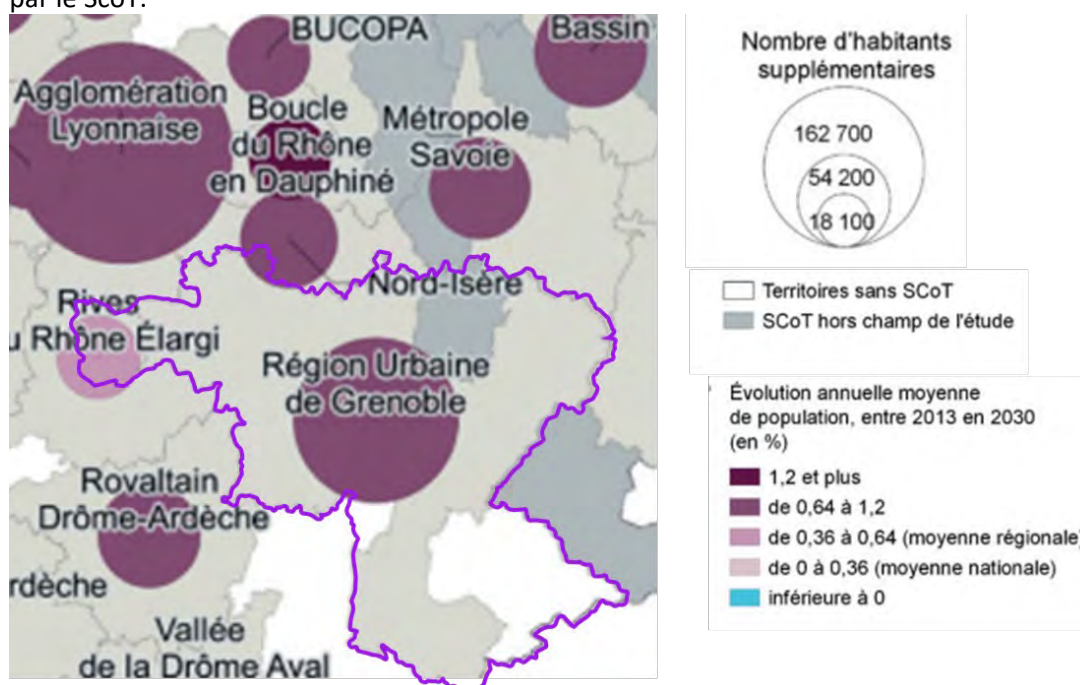 par le ScoT.
BUCOPA
Bassin
Agglomération
Lyonnaise
Boucle
du Rhône
en Dauphiné
Métropole
Savoie
Nord-Isère
Rives
u Rhône Élargi
Région Urbaine
de Grenoble
Rovaltain
Drôme-Ardèche
rdèche
Vallée
de la Drôme Aval
Nombre d'habitants
supplémentaires
162 700
54 200
18 100
Territoires sans SCoT
SCoT hors champ de l'étude
Évolution annuelle moyenne
de population, entre 2013 en 2030
(en %)
1,2 et plus
de 0,64 à 1,2
de 0,36 à 0,64 (moyenne régionale)
de 0 à 0,36 (moyenne nationale)
inférieure à 0